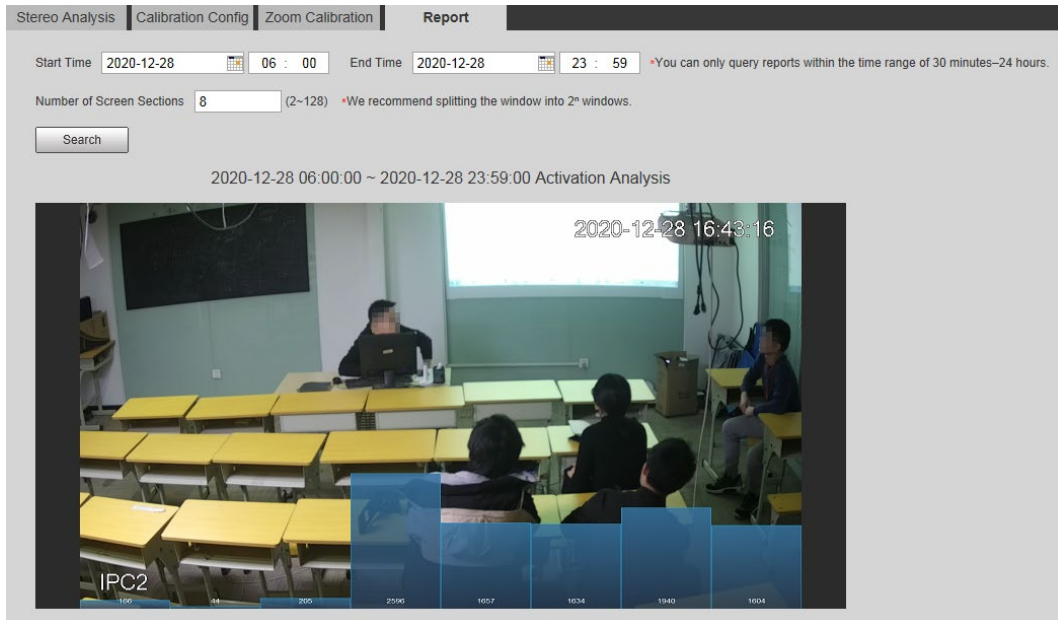 Stereo Analysis Calibration Config Zoom Calibration Report
Start Time 2020-12-28 06 : 00 End Time 2020-12-28 23 : 59 *You can only query reports within the time range of 30 minutes–24 hours.
Number of Screen Sections 8 (2~128) *We recommend splitting the window into 2ⁿ windows.
Search
2020-12-28 06:00:00 ~ 2020-12-28 23:59:00 Activation Analysis
2020-12-28 16:43:16
IPC2
166 44 205 2596 1657 1634 1940 1604